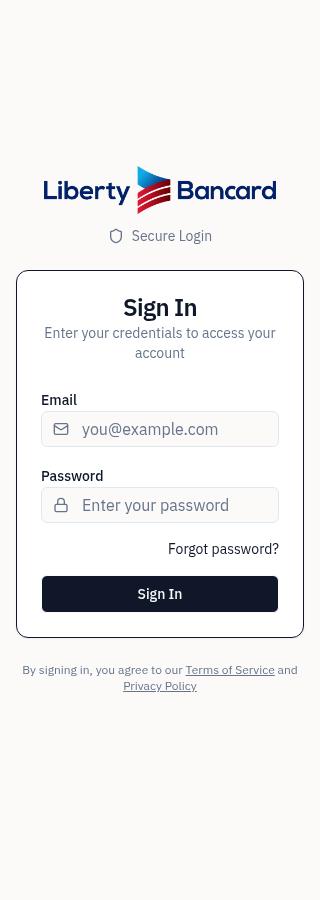 Liberty Bancard
Secure Login
Sign In
Enter your credentials to access your
account
Email
you@example.com
Password
Enter your password
Forgot password?
Sign In
By signing in, you agree to our Terms of Service and
Privacy Policy